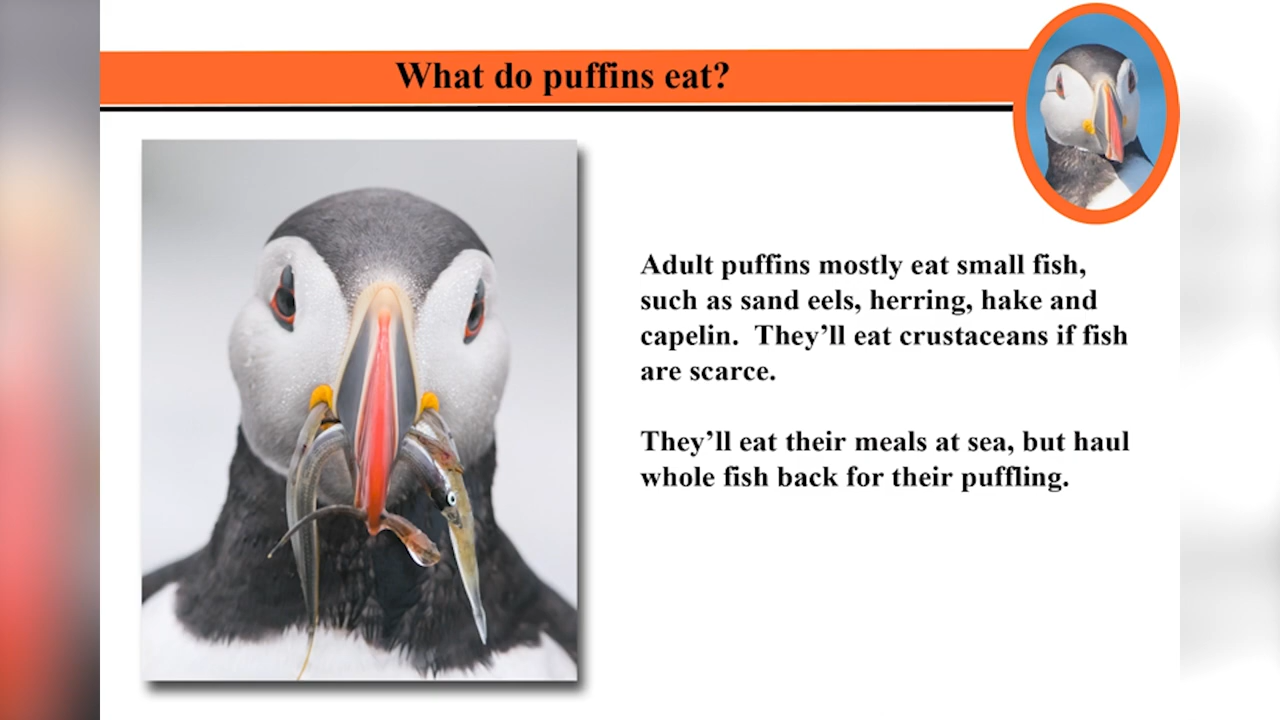 What do puffins eat?
Adult puffins mostly eat small fish,
such as sand eels, herring, hake and
capelin.  They’ll eat crustaceans if fish
are scarce.
They’ll eat their meals at sea, but haul
whole fish back for their puffling.